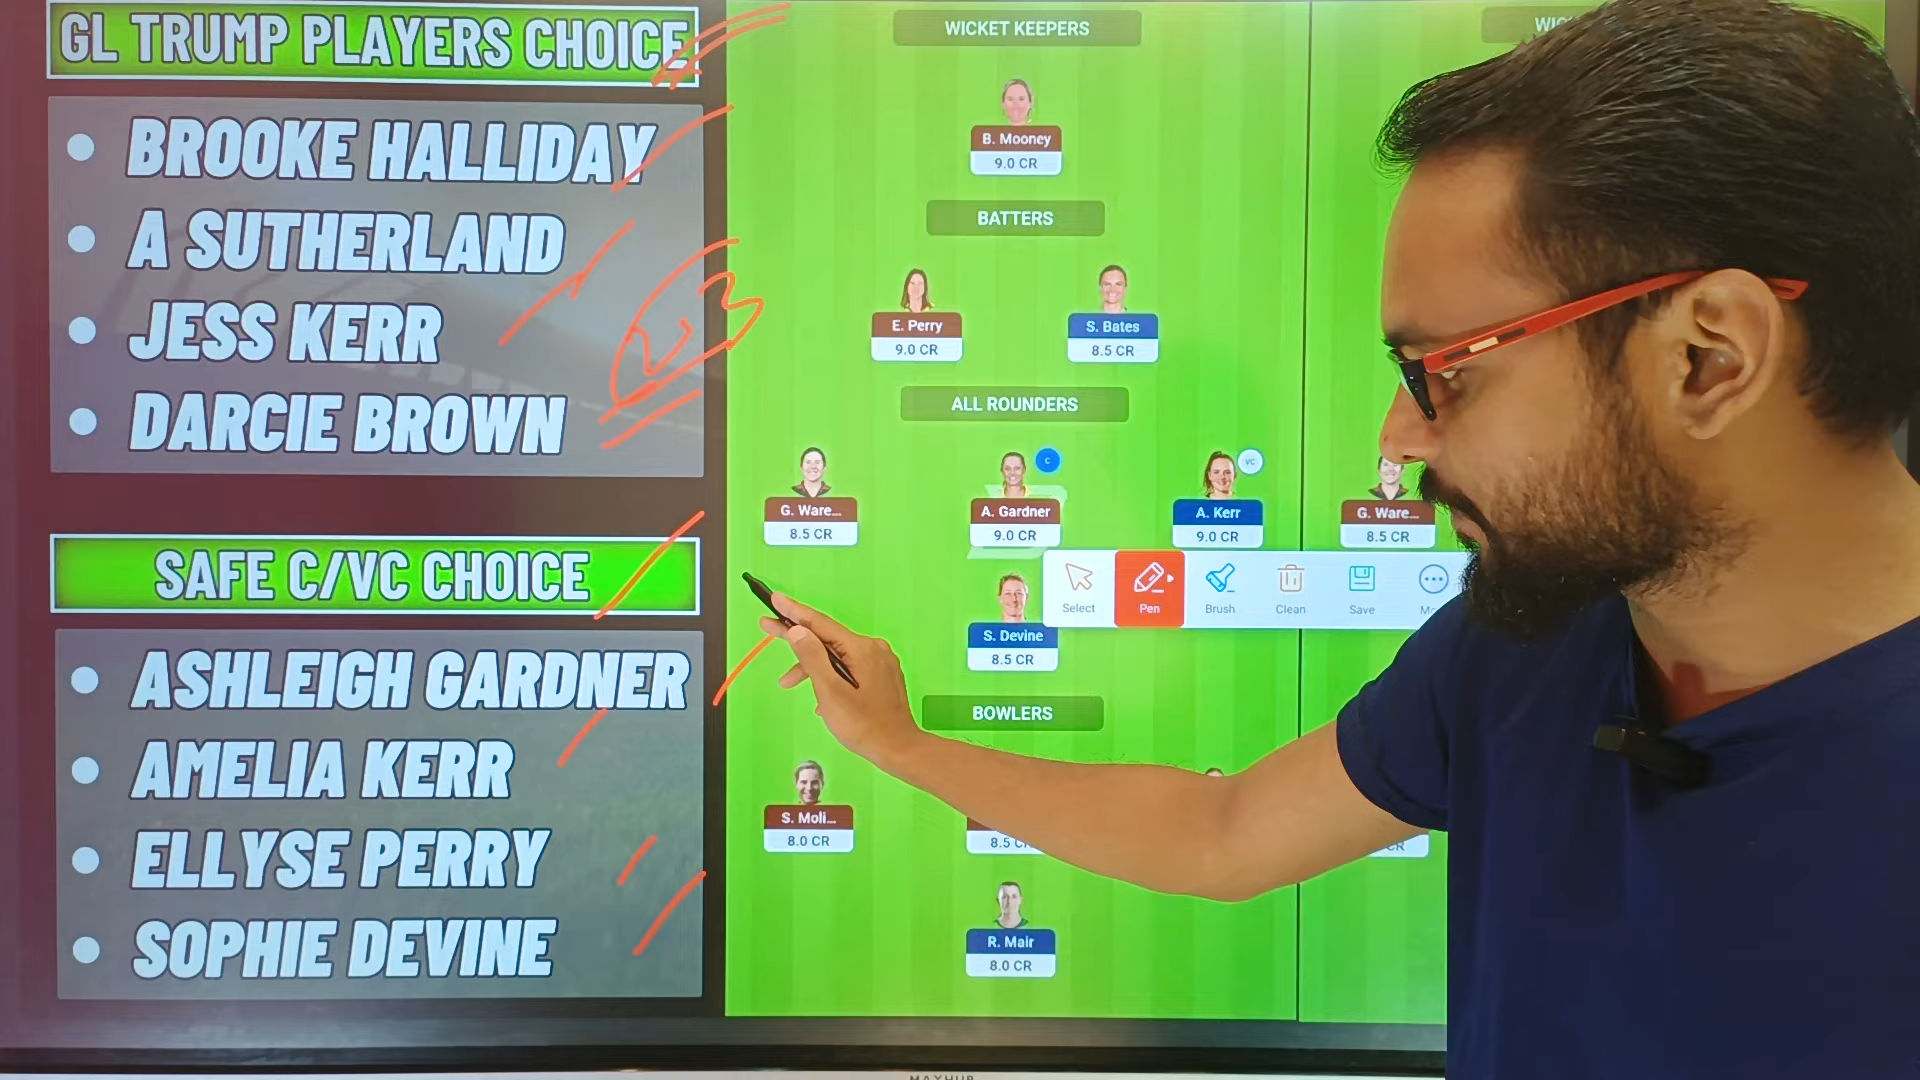 GL TRUMP PLAYERS CHOICE
BROOKE HALLIDAY
A SUTHERLAND
JESS KERR
DARCIE BROWN
SAFE C/VC CHOICE
ASHLEIGH GARDNER
AMELIA KERR
ELLYSE PERRY
SOPHIE DEVINE
WICKET KEEPERS
B. Mooney
9.0 CR
BATTERS
E. Perry
9.0 CR
S. Bates
8.5 CR
ALL ROUNDERS
G. Ware...
8.5 CR
C
A. Gardner
9.0 CR
VC
A. Kerr
9.0 CR
S. Devine
8.5 CR
BOWLERS
S. Moli...
8.0 CR
R. Mair
8.0 CR
G. Ware...
8.5 CR
Select
Pen
Brush
Clean
Save
MAXHUB